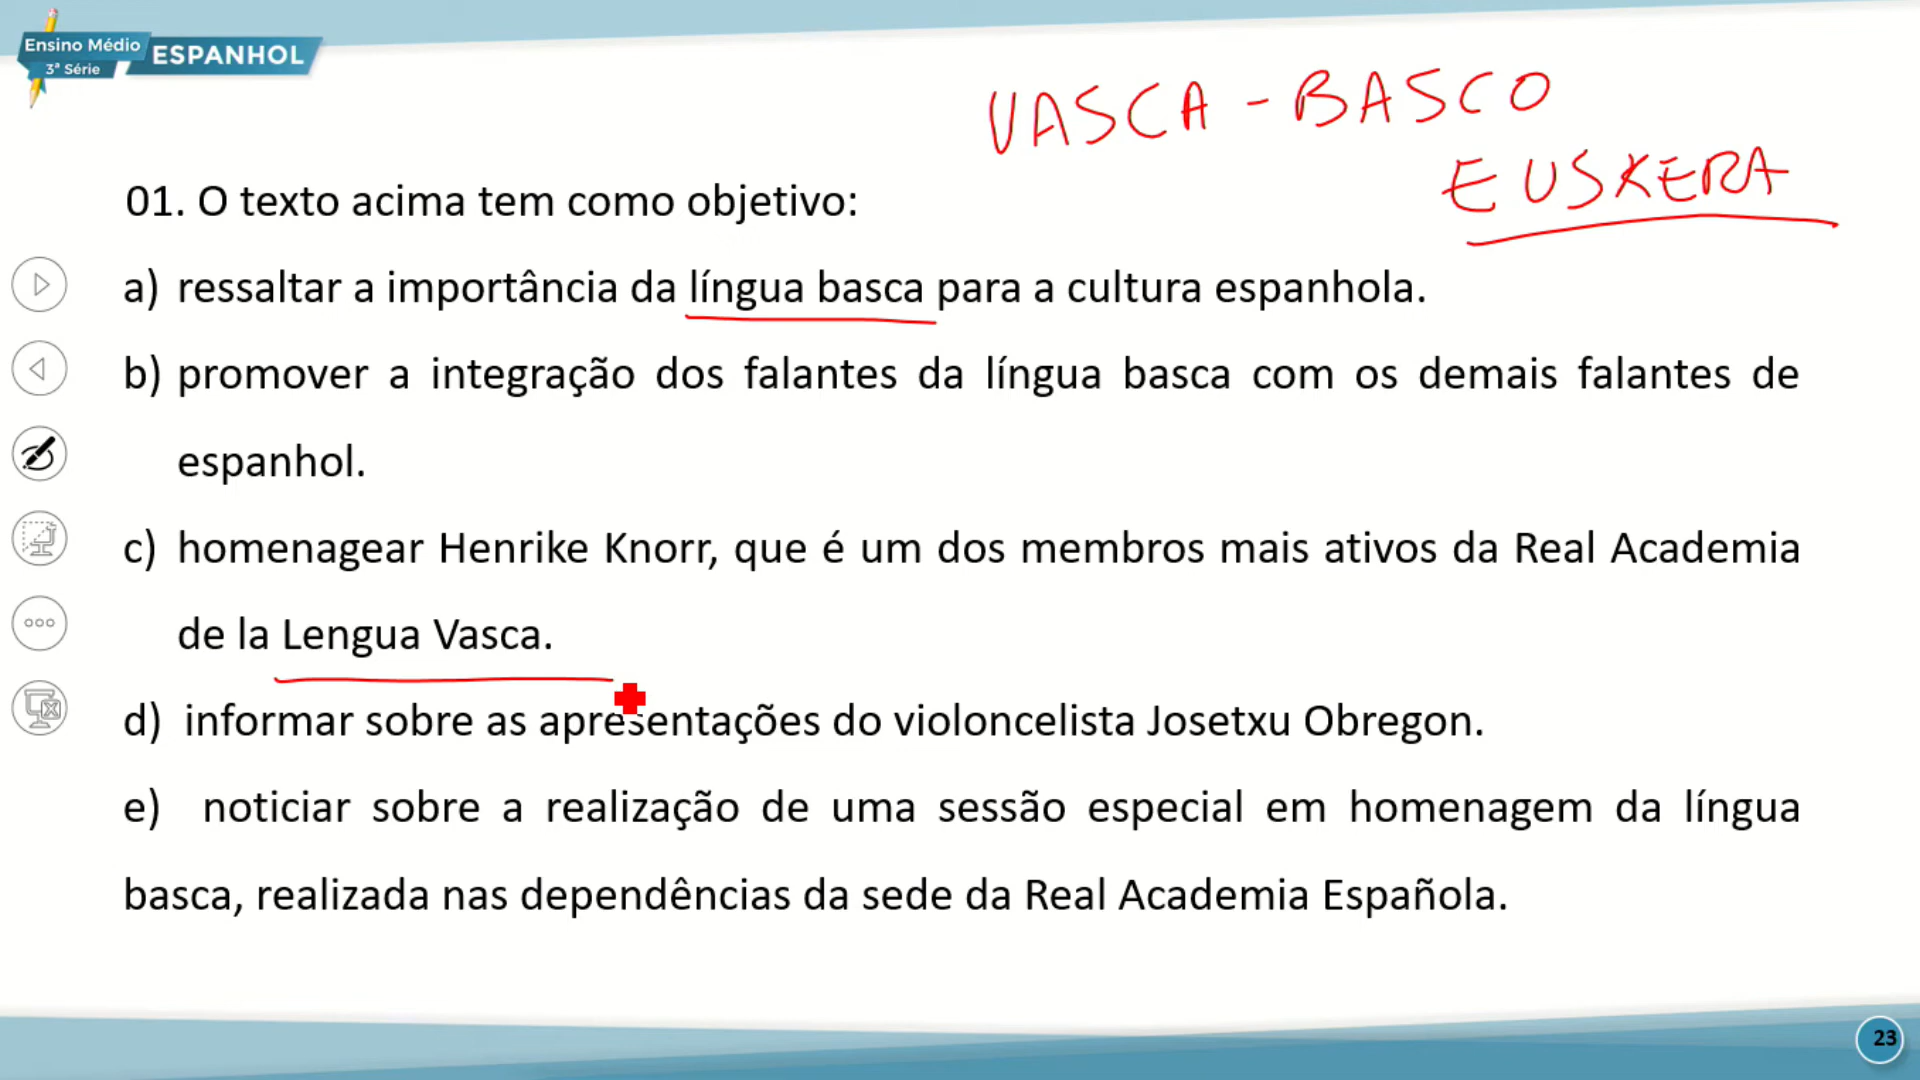 Ensino Médio
3ª Série
ESPANHOL
VASCA - BASCO
EUSKERA
01. O texto acima tem como objetivo:
a) ressaltar a importância da língua basca para a cultura espanhola.
b) promover a integração dos falantes da língua basca com os demais falantes de
espanhol.
c) homenagear Henrike Knorr, que é um dos membros mais ativos da Real Academia
de la Lengua Vasca.
d) informar sobre as apresentações do violoncelista Josetxu Obregon.
e) noticiar sobre a realização de uma sessão especial em homenagem da língua
basca, realizada nas dependências da sede da Real Academia Española.
23